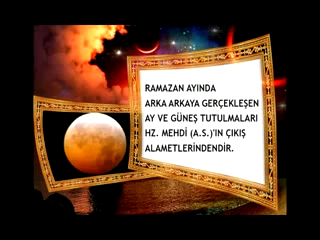 RAMAZAN AYINDA
ARKA ARKAYA GERÇEKLEŞEN
AY VE GÜNEŞ TUTULMALARI
HZ. MEHDİ (A.S.)'IN ÇIKIŞ
ALAMETLERİNDENDİR.